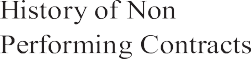 History of Non
Performing Contracts